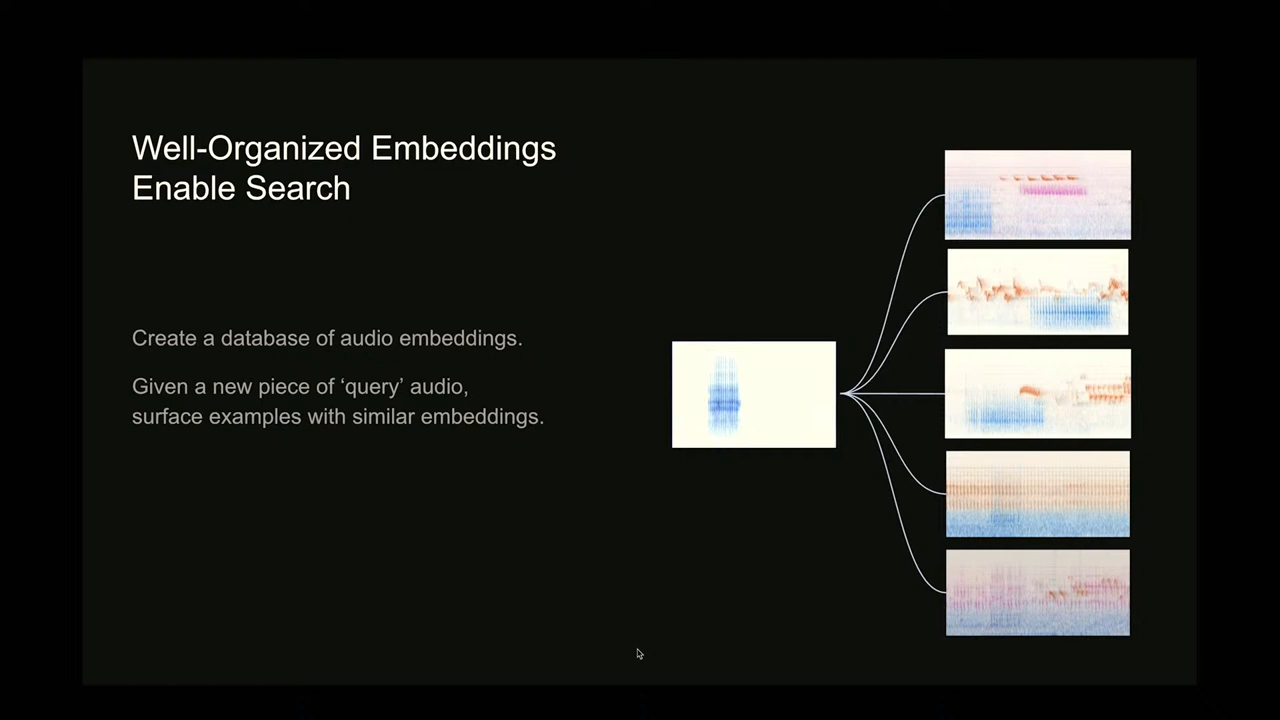 Well-Organized Embeddings
Enable Search
Create a database of audio embeddings.
Given a new piece of ‘query’ audio,
surface examples with similar embeddings.